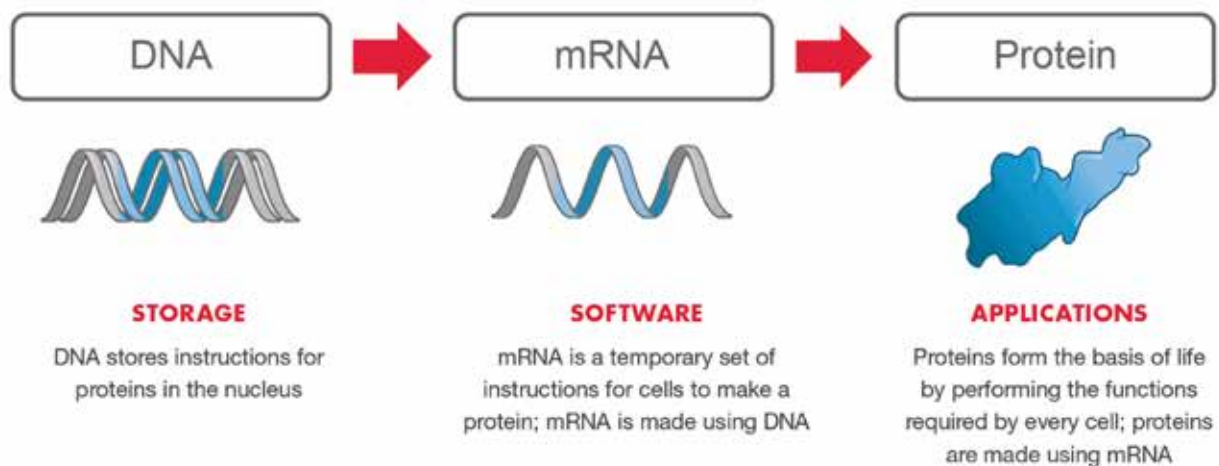 DNA
mRNA
Protein
STORAGE
DNA stores instructions for
proteins in the nucleus
SOFTWARE
mRNA is a temporary set of
instructions for cells to make a
protein; mRNA is made using DNA
APPLICATIONS
Proteins form the basis of life
by performing the functions
required by every cell; proteins
are made using mRNA